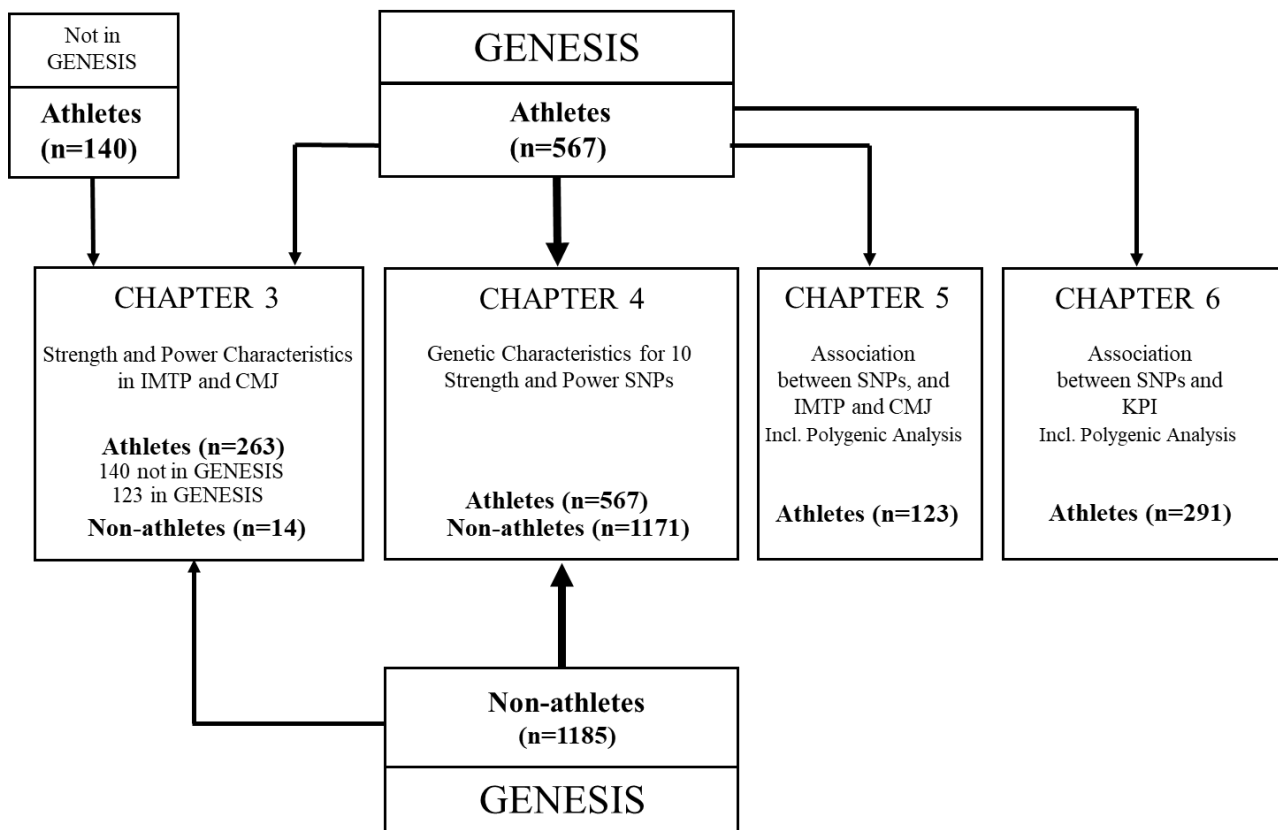 Not in
GENESIS
Athletes
(n=140)
GENESIS
Athletes
(n=567)
CHAPTER 3
Strength and Power Characteristics
in IMTP and CMJ
Athletes (n=263)
140 not in GENESIS
123 in GENESIS
Non-athletes (n=14)
CHAPTER 4
Genetic Characteristics for 10
Strength and Power SNPs
Athletes (n=567)
Non-athletes (n=1171)
CHAPTER 5
Association
between SNPs, and
IMTP and CMJ
Incl. Polygenic Analysis
Athletes (n=123)
CHAPTER 6
Association
between SNPs and
KPI
Incl. Polygenic Analysis
Athletes (n=291)
Non-athletes
(n=1185)
GENESIS